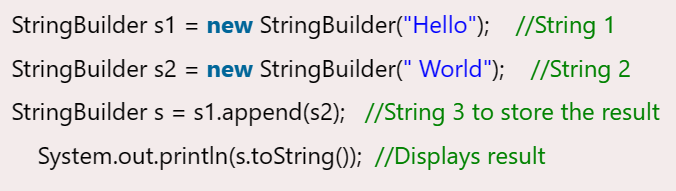 StringBuilder s1 = new StringBuilder("Hello");    //String 1
StringBuilder s2 = new StringBuilder(" World");    //String 2
StringBuilder s = s1.append(s2);   //String 3 to store the result
    System.out.println(s.toString());  //Displays result